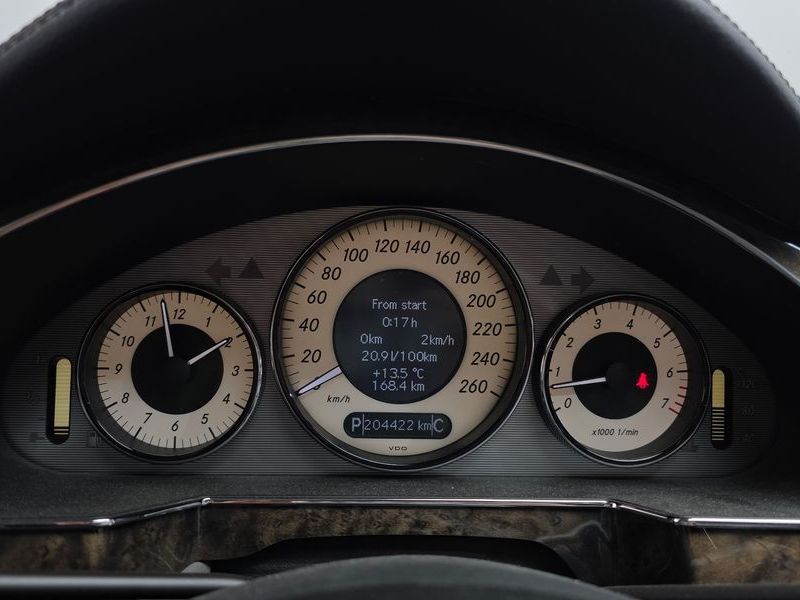 From start
0:17 h
0km 2km/h
20.9l/100km
+13.5 °C
168.4 km
0 20 40 60 80 100 120 140 160 180 200 220 240 260
km/h
P 204422 km C
VDO
12 1 2 3 4 5 6 7 8 9 10 11
0 1 2 3 4 5 6 7
x1000 1/min